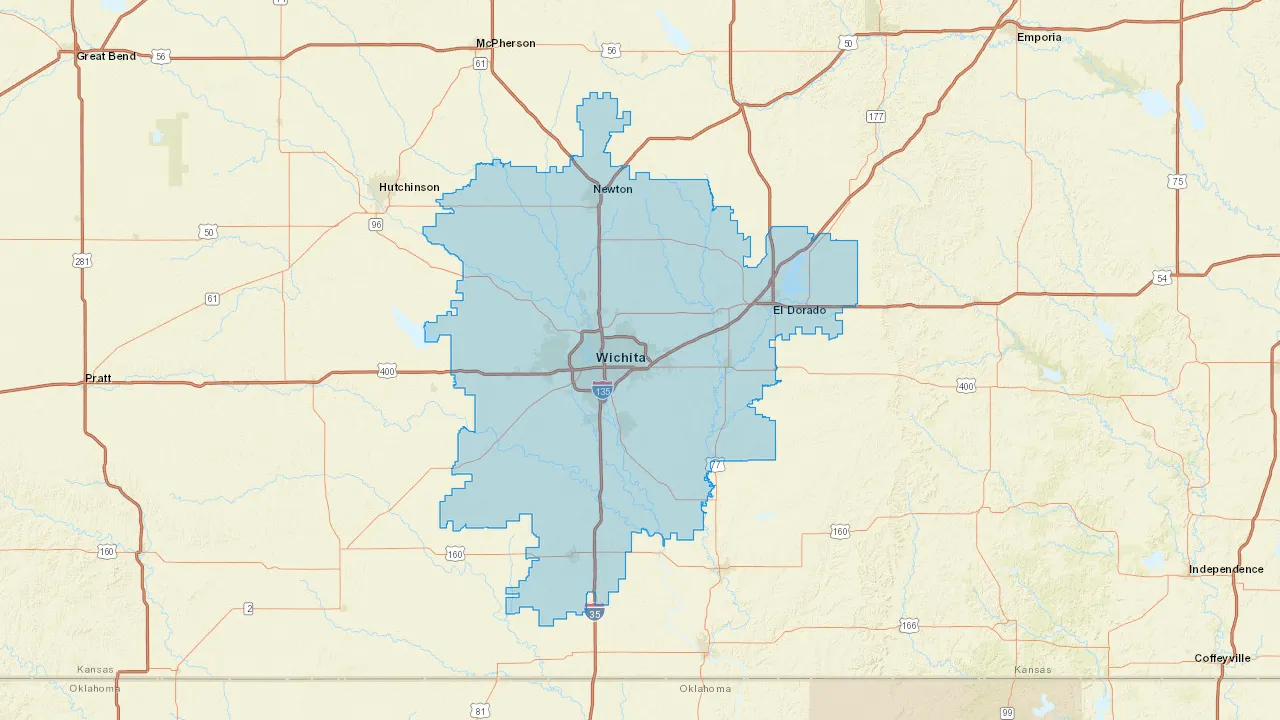 McPherson
Emporia
50
56
56
Great Bend
61
177
75
Hutchinson
Newton
96
50
281
54
61
El Dorado
Wichita
400
Pratt
400
135
77
160
160
160
Independence
2
35
166
Coffeyville
Kansas
Kansas
Oklahoma
Oklahoma
81
99